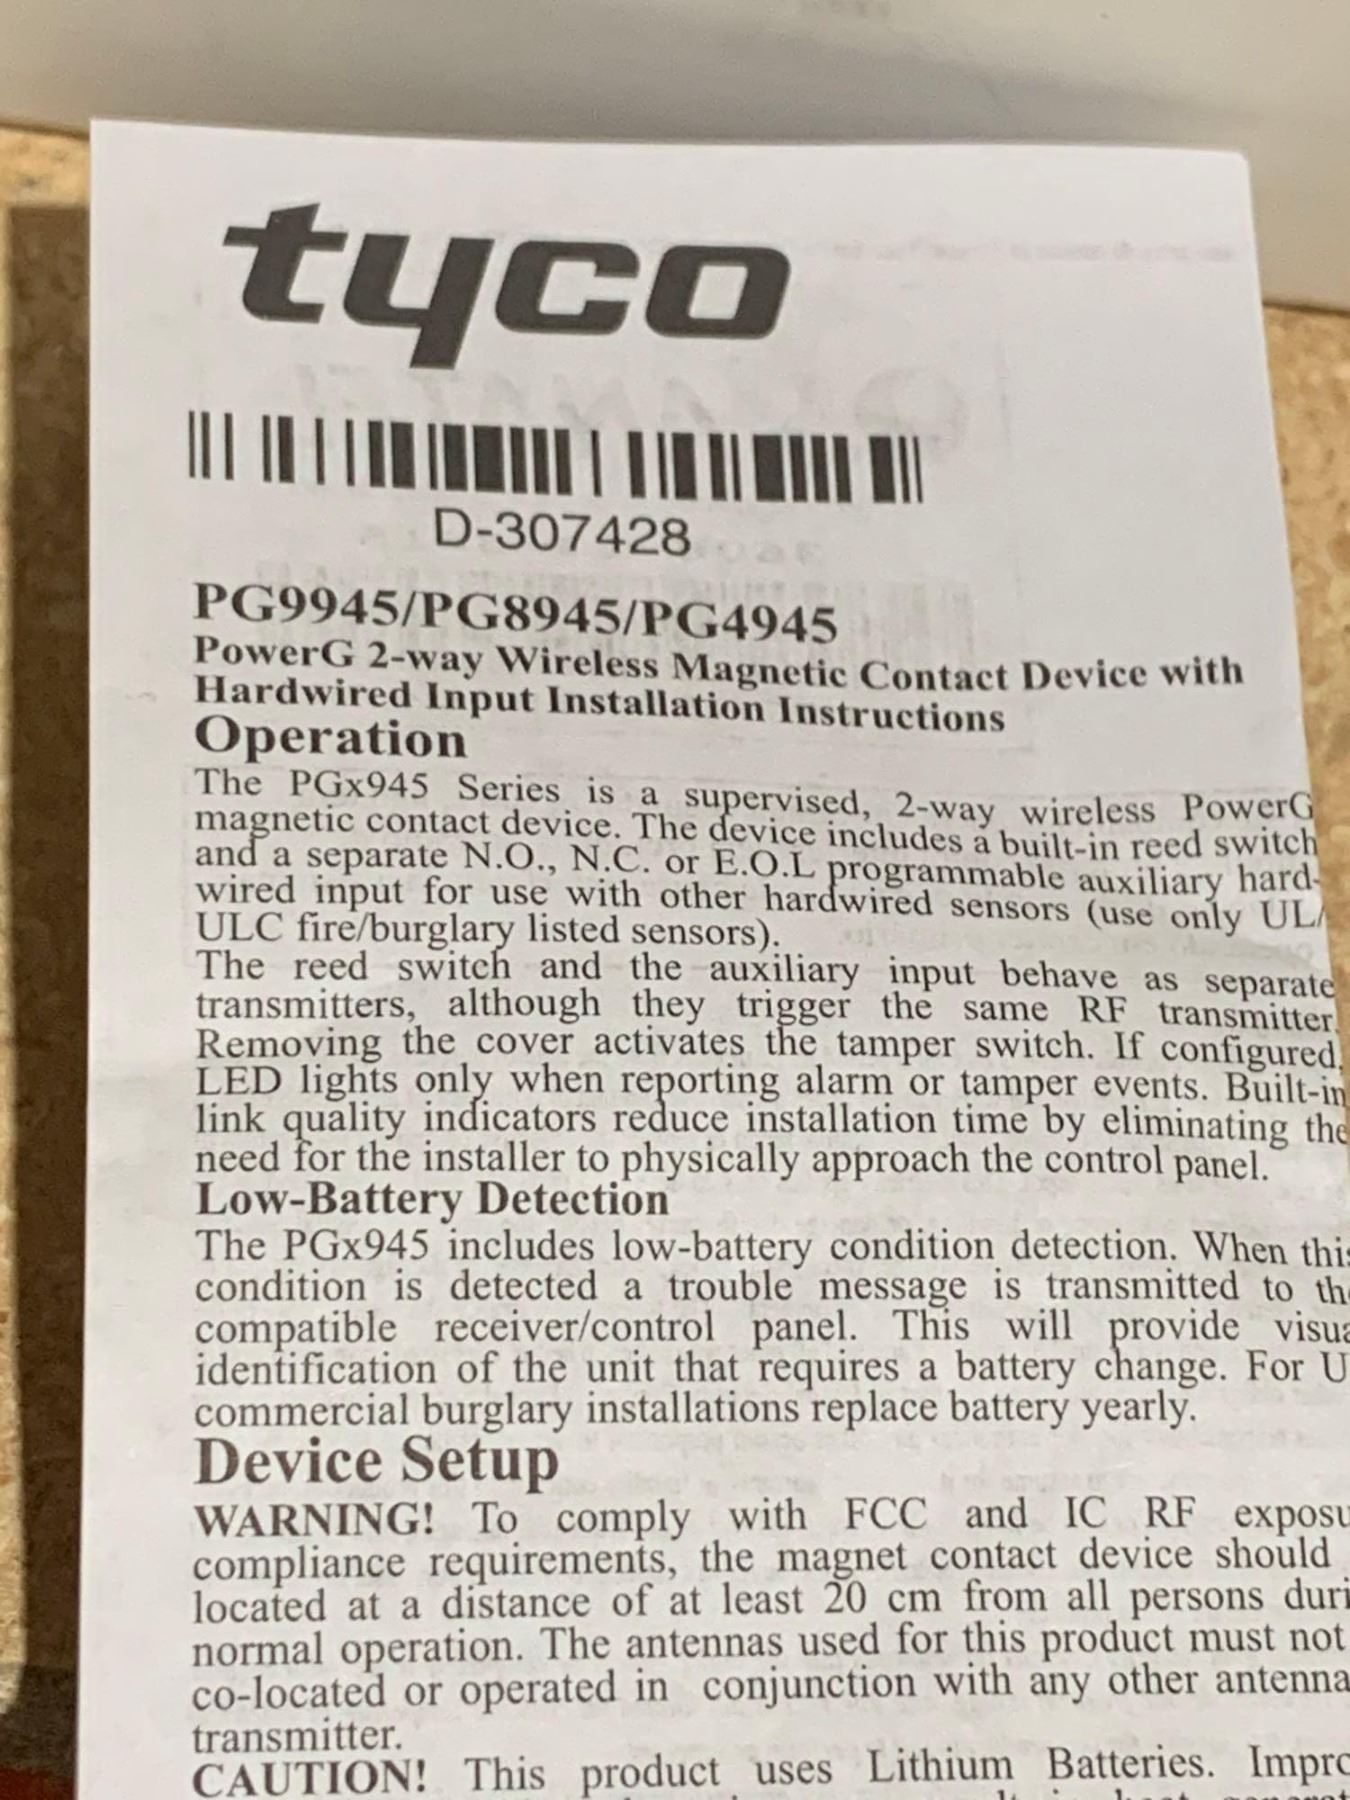 tyco
D-307428
PG9945/PG8945/PG4945
PowerG 2-way Wireless Magnetic Contact Device with
Hardwired Input Installation Instructions
Operation
The PGx945 Series is a supervised, 2-way wireless PowerG
magnetic contact device. The device includes a built-in reed switch
and a separate N.O., N.C. or E.O.L programmable auxiliary hard-
wired input for use with other hardwired sensors (use only UL/
ULC fire/burglary listed sensors).
The reed switch and the auxiliary input behave as separate
transmitters, although they trigger the same RF transmitter.
Removing the cover activates the tamper switch. If configured,
LED lights only when reporting alarm or tamper events. Built-in
link quality indicators reduce installation time by eliminating the
need for the installer to physically approach the control panel.
Low-Battery Detection
The PGx945 includes low-battery condition detection. When this
condition is detected a trouble message is transmitted to the
compatible receiver/control panel. This will provide visua
identification of the unit that requires a battery change. For U
commercial burglary installations replace battery yearly.
Device Setup
WARNING! To comply with FCC and IC RF exposu
compliance requirements, the magnet contact device should
located at a distance of at least 20 cm from all persons duri
normal operation. The antennas used for this product must not
co-located or operated in conjunction with any other antenna
transmitter.
CAUTION! This product uses Lithium Batteries. Impro